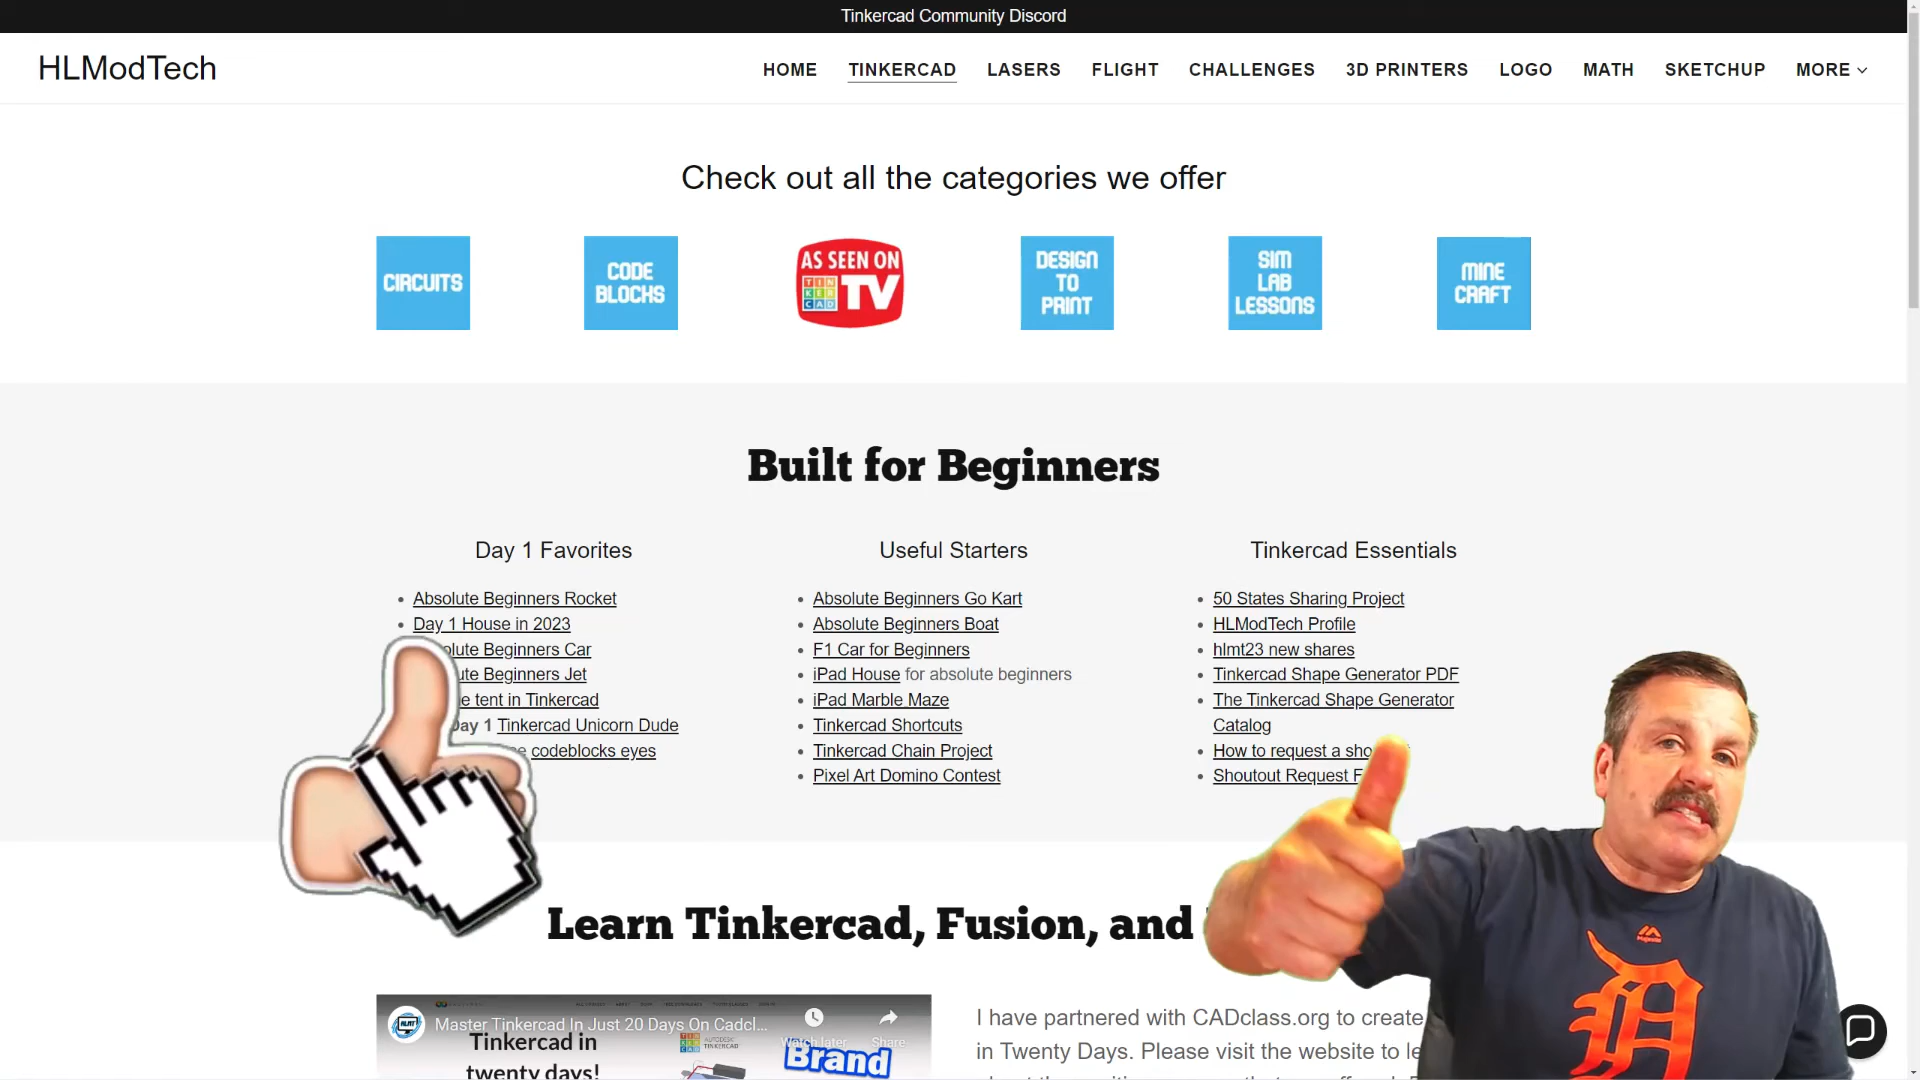 Tinkercad Community Discord
HLModTech
HOME TINKERCAD LASERS FLIGHT CHALLENGES 3D PRINTERS LOGO MATH SKETCHUP MORE
Check out all the categories we offer
CIRCUITS
CODE
BLOCKS
AS SEEN ON
TIN
KER
CAD
TV
DESIGN
TO
PRINT
SIM
LAB
LESSONS
MINE
CRAFT
Built for Beginners
Day 1 Favorites
Absolute Beginners Rocket
Day 1 House in 2023
Beginners Car
Beginners Jet
tent in Tinkercad
Day 1 Tinkercad Unicorn Dude
codeblocks eyes
Useful Starters
Absolute Beginners Go Kart
Absolute Beginners Boat
F1 Car for Beginners
iPad House for absolute beginners
iPad Marble Maze
Tinkercad Shortcuts
Tinkercad Chain Project
Pixel Art Domino Contest
Tinkercad Essentials
50 States Sharing Project
HLModTech Profile
hlmt23 new shares
Tinkercad Shape Generator PDF
The Tinkercad Shape Generator
Catalog
How to request a
Shoutout Request
Learn Tinkercad, Fusion, and
HLMT
Master Tinkercad In Just 20 Days On Cadcl...
Watch later
Share
Tinkercad in
twenty days!
AUTODESK
TINKERCAD
Brand
I have partnered with CADclass.org to create
in Twenty Days. Please visit the website to
Majestic
D